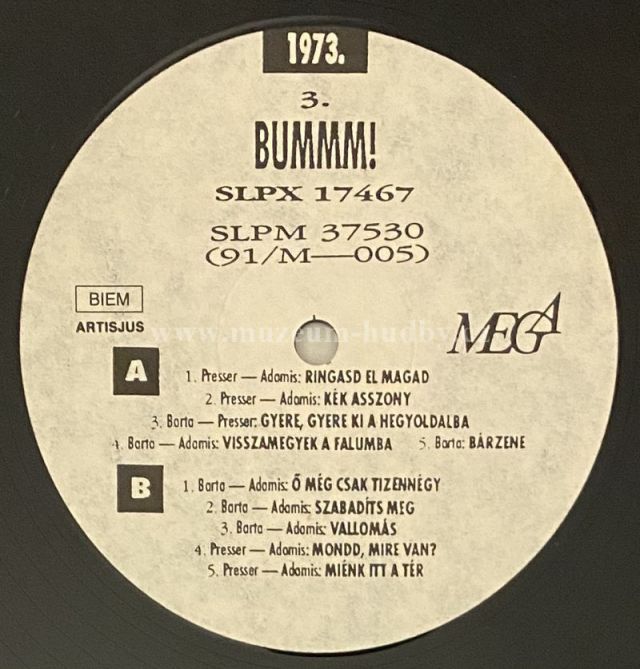 1973.
3.
BUMMM!
SLPX 17467
SLPM 37530
(91/M—005)
BIEM
ARTISJUS
MEGA
www.muzeum-hudby.cz
A
1. Presser — Adamis: RINGASD EL MAGAD
2. Presser — Adamis: KÉK ASSZONY
3. Barta — Presser: GYERE, GYERE KI A HEGYOLDALBA
4. Barta — Adamis: VISSZAMEGYEK A FALUMBA 5. Barta: BÁRZENE
B
1. Barta — Adamis: Ő MÉG CSAK TIZENNÉGY
2. Barta — Adamis: SZABADÍTS MEG
3. Barta — Adamis: VALLOMÁS
4. Presser — Adamis: MONDD, MIRE VAN?
5. Presser — Adamis: MIÉNK ITT A TÉR